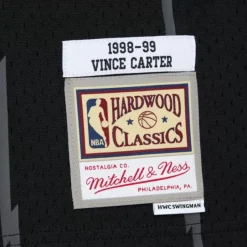 1998-99
VINCE CARTER
HARDWOOD
CLASSICS
NBA
NOSTALGIA CO.
Mitchell & Ness
PHILADELPHIA, PA.
HWC SWINGMAN